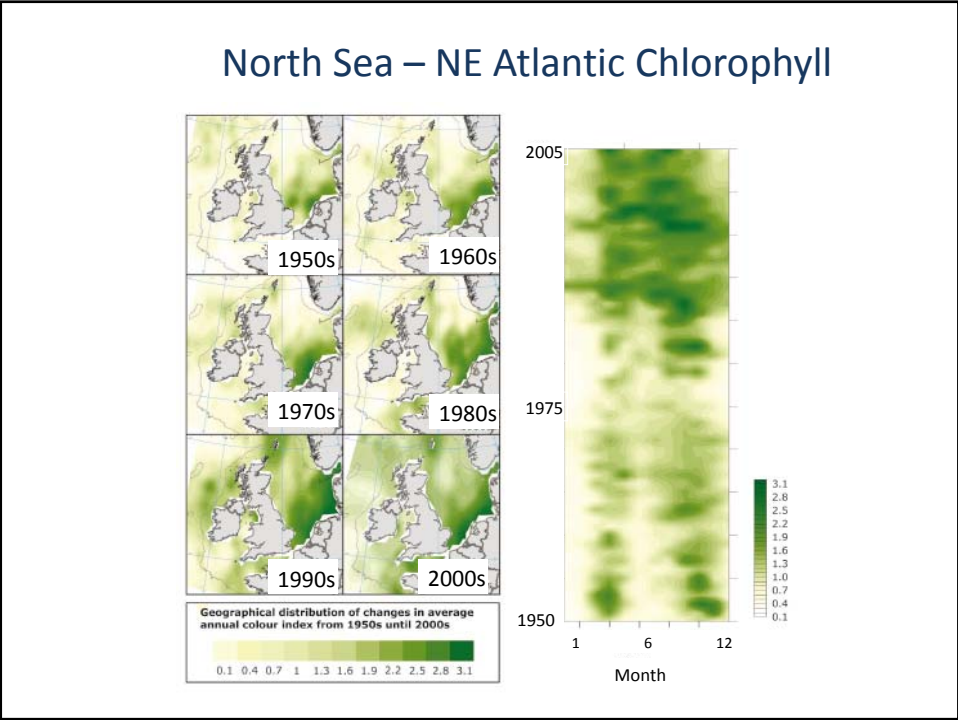 North Sea – NE Atlantic Chlorophyll
1950s
1960s
1970s
1980s
1990s
2000s
Geographical distribution of changes in average
annual colour index from 1950s until 2000s
0.1 0.4 0.7 1 1.3 1.6 1.9 2.2 2.5 2.8 3.1
2005
1975
1950
1 6 12
Month
3.1
2.8
2.5
2.2
1.9
1.6
1.3
1.0
0.7
0.4
0.1